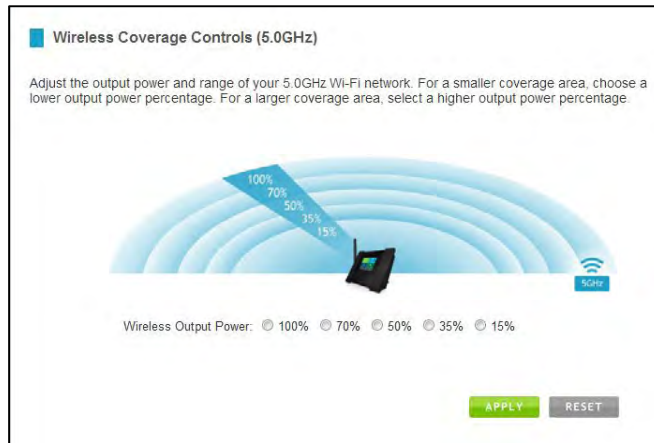 Wireless Coverage Controls (5.0GHz)
Adjust the output power and range of your 5.0GHz Wi-Fi network. For a smaller coverage area, choose a
lower output power percentage. For a larger coverage area, select a higher output power percentage.
100%
70%
50%
35%
15%
5GHz
Wireless Output Power: 100% 70% 50% 35% 15%
APPLY RESET